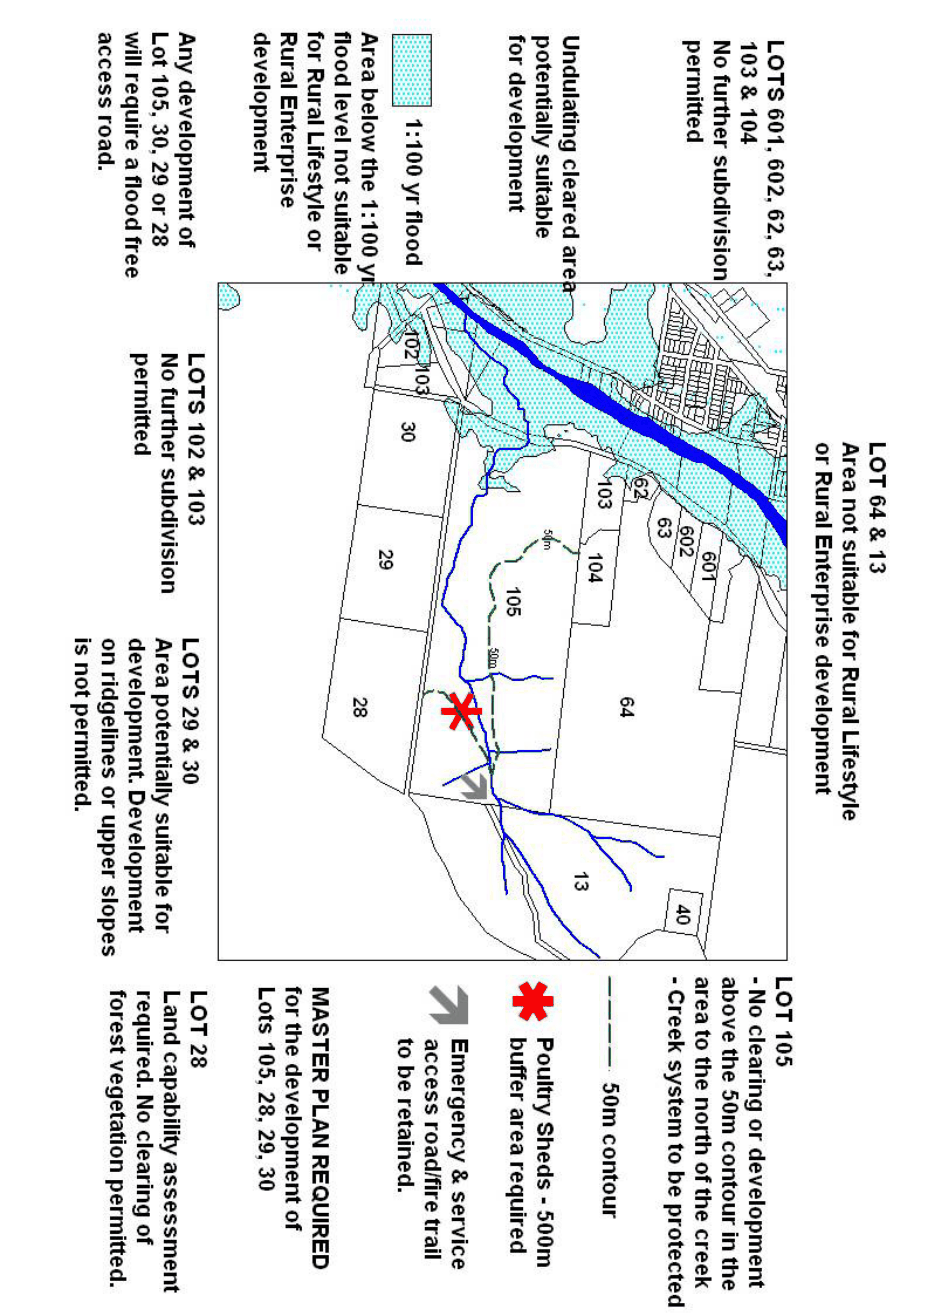 LOTS 601, 602, 62, 63,
103 & 104
No further subdivision
permitted
Undulating cleared area
potentially suitable
for development
1:100 yr flood
Area below the 1:100 yr
flood level not suitable
for Rural Lifestyle or
Rural Enterprise
development
Any development of
Lot 105, 30, 29 or 28
will require a flood free
access road.
LOT 64 & 13
Area not suitable for Rural Lifestyle
or Rural Enterprise development
62
63
602
601
103
104
50m
105
50m
64
102
103
30
29
28
13
40
LOTS 102 & 103
No further subdivision
permitted
LOTS 29 & 30
Area potentially suitable for
development. Development
on ridgelines or upper slopes
is not permitted.
LOT 105
- No clearing or development
above the 50m contour in the
area to the north of the creek
- Creek system to be protected
50m contour
Poultry Sheds - 500m
buffer area required
Emergency & service
access road/fire trail
to be retained.
MASTER PLAN REQUIRED
for the development of
Lots 105, 28, 29, 30
LOT 28
Land capability assessment
required. No clearing of
forest vegetation permitted.